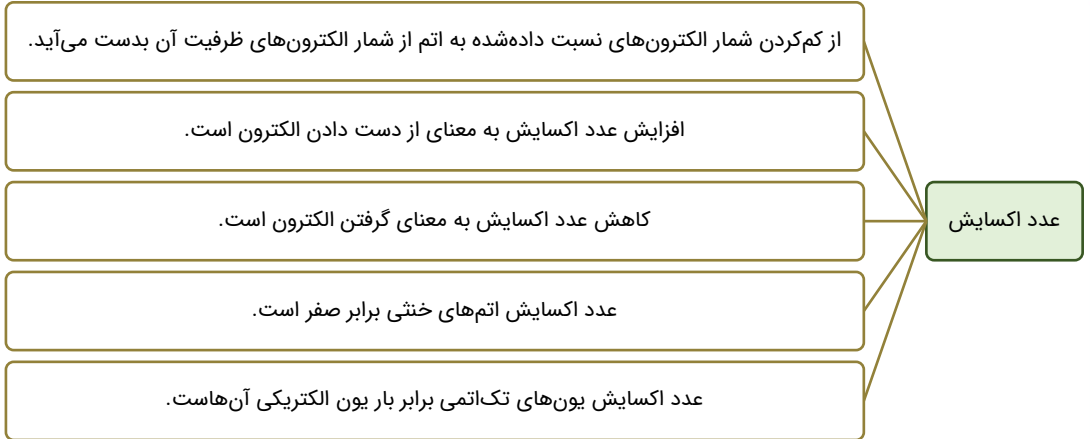 عدد اکسایش
از کم‌کردن شمار الکترون‌های نسبت داده‌شده به اتم از شمار الکترون‌های ظرفیت آن بدست می‌آید.
افزایش عدد اکسایش به معنای از دست دادن الکترون است.
کاهش عدد اکسایش به معنای گرفتن الکترون است.
عدد اکسایش اتم‌های خنثی برابر صفر است.
عدد اکسایش یون‌های تک‌اتمی برابر بار یون الکتریکی آن‌هاست.